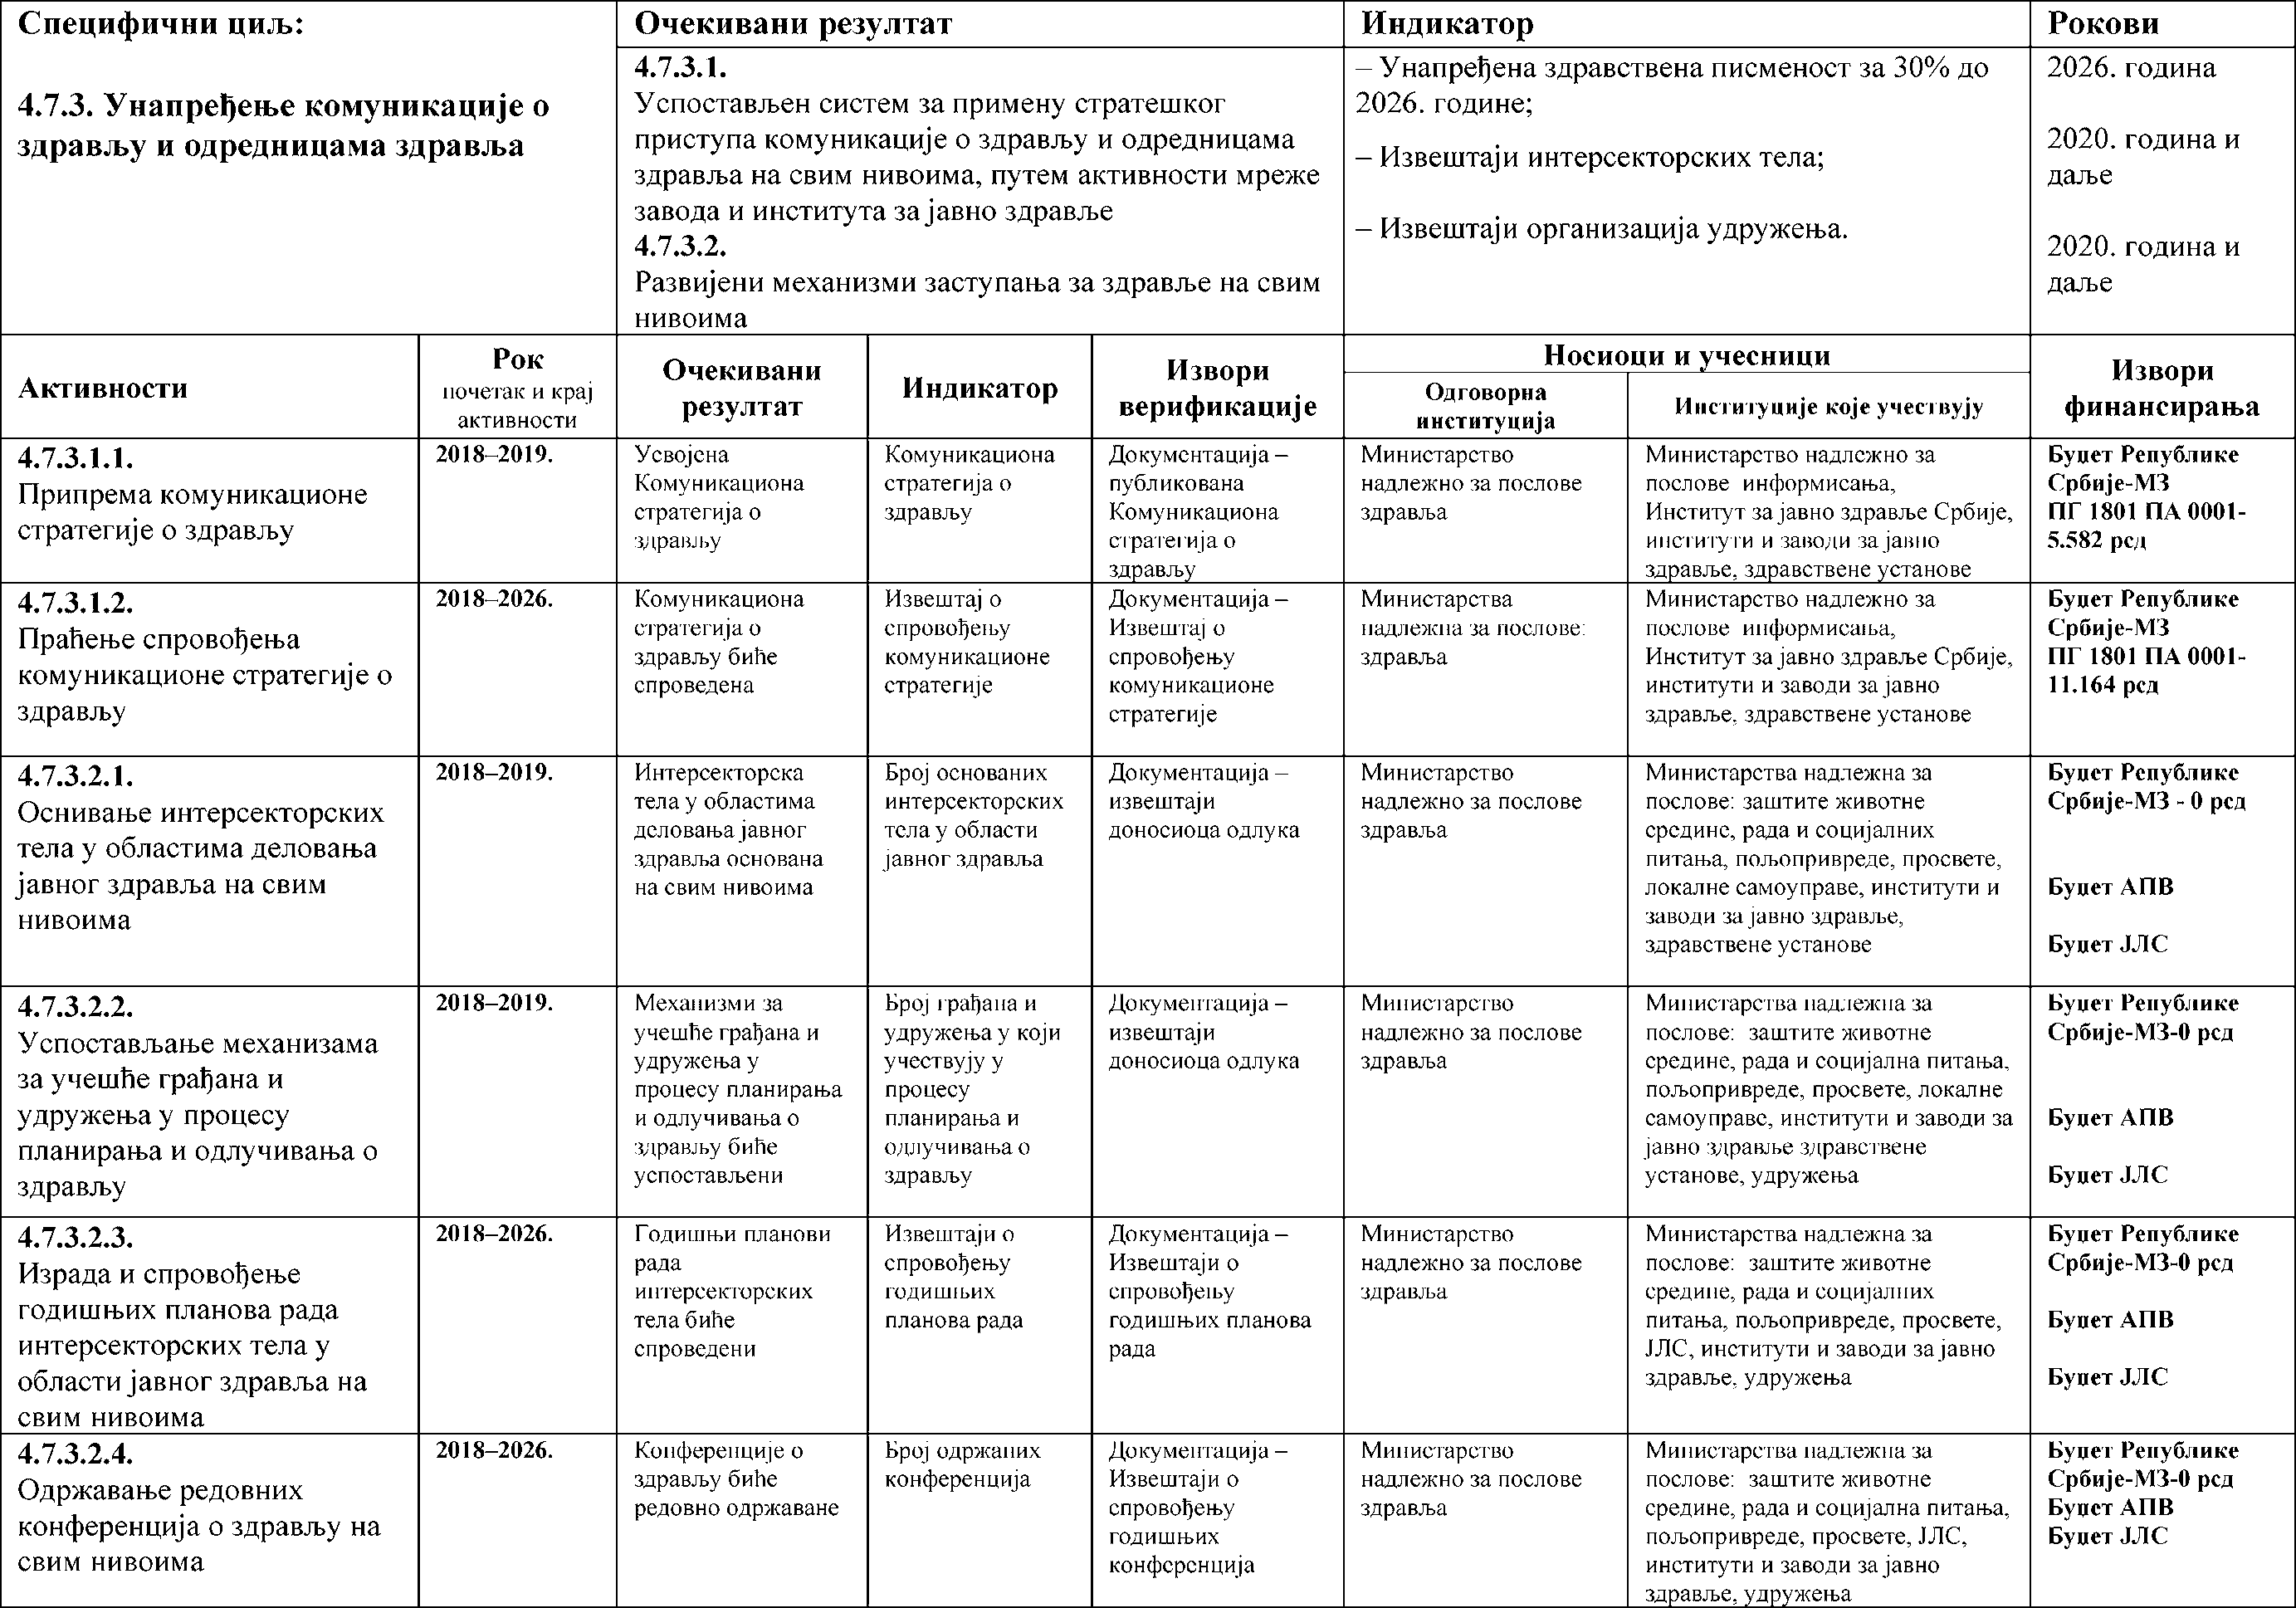 Специфични циљ:
4.7.3. Унапређење комуникације о
здрављу и одредницама здравља
Очекивани резултат
4.7.3.1.
Успостављен систем за примену стратешког
приступа комуникације о здрављу и одредницама
здравља на свим нивоима, путем активности мреже
завода и института за јавно здравље
4.7.3.2.
Развијени механизми заступања за здравље на свим
нивоима
Индикатор
– Унапређена здравствена писменост за 30% до
2026. године;
– Извештаји интерсекторских тела;
– Извештаји организација удружења.
Рокови
2026. година
2020. година и
даље
2020. година и
даље
Активности
Рок
почетак и крај
активности
Очекивани
резултат
Индикатор
Извори
верификације
Носиоци и учесници
Одговорна
институција
Институције које учествују
Извори
финансирања
4.7.3.1.1.
Припрема комуникационе
стратегије о здрављу
2018–2019.
Усвојена
Комуникациона
стратегија о
здрављу
Комуникациона
стратегија о
здрављу
Документација –
публикована
Комуникациона
стратегија о
здрављу
Министарство
надлежно за послове
здравља
Министарство надлежно за
послове информисања,
Институт за јавно здравље Србије,
институти и заводи за јавно
здравље, здравствене установе
Буџет Републике
Србије-МЗ
ПГ 1801 ПА 0001-
5.582 рсд
4.7.3.1.2.
Праћење спровођења
комуникационе стратегије о
здрављу
2018–2026.
Комуникациона
стратегија о
здрављу биће
спроведена
Извештај о
спровођењу
комуникационе
стратегије
Документација –
Извештај о
спровођењу
комуникационе
стратегије
Министарства
надлежна за послове:
здравља
Министарство надлежно за
послове информисања,
Институт за јавно здравље Србије,
институти и заводи за јавно
здравље, здравствене установе
Буџет Републике
Србије-МЗ
ПГ 1801 ПА 0001-
11.164 рсд
4.7.3.2.1.
Оснивање интерсекторских
тела у областима деловања
јавног здравља на свим
нивоима
2018–2019.
Интерсекторска
тела у областима
деловања јавног
здравља основана
на свим нивоима
Број основаних
интерсекторских
тела у области
јавног здравља
Документација –
извештаји
доносиоца одлука
Министарство
надлежно за послове
здравља
Министарства надлежна за
послове: заштите животне
средине, рада и социјалних
питања, пољопривреде, просвете,
локалне самоуправе, институти и
заводи за јавно здравље,
здравствене установе
Буџет Републике
Србије-МЗ - 0 рсд
Буџет АПВ
Буџет ЈЛС
4.7.3.2.2.
Успостављање механизама
за учешће грађана и
удружења у процесу
планирања и одлучивања о
здрављу
2018–2019.
Механизми за
учешће грађана и
удружења у
процесу планирања
и одлучивања о
здрављу биће
успостављени
Број грађана и
удружења у који
учествују у
процесу
планирања и
одлучивања о
здрављу
Документација –
извештаји
доносиоца одлука
Министарство
надлежно за послове
здравља
Министарства надлежна за
послове: заштите животне
средине, рада и социјална питања,
пољопривреде, просвете, локалне
самоуправе, институти и заводи за
јавно здравље здравствене
установе, удружења
Буџет Републике
Србије-МЗ-0 рсд
Буџет АПВ
Буџет ЈЛС
4.7.3.2.3.
Израда и спровођење
годишњих планова рада
интерсекторских тела у
области јавног здравља на
свим нивоима
2018–2026.
Годишњи планови
рада
интерсекторских
тела биће
спроведени
Извештаји о
спровођењу
годишњих
планова рада
Документација –
Извештаји о
спровођењу
годишњих планова
рада
Министарство
надлежно за послове
здравља
Министарства надлежна за
послове: заштите животне
средине, рада и социјалних
питања, пољопривреде, просвете,
ЈЛС, институти и заводи за јавно
здравље, удружења
Буџет Републике
Србије-МЗ-0 рсд
Буџет АПВ
Буџет ЈЛС
4.7.3.2.4.
Одржавање редовних
конференција о здрављу на
свим нивоима
2018–2026.
Конференције о
здрављу биће
редовно одржаване
Број одржаних
конференција
Документација –
Извештаји о
спровођењу
годишњих
конференција
Министарство
надлежно за послове
здравља
Министарства надлежна за
послове: заштите животне
средине, рада и социјална питања,
пољопривреде, просвете, ЈЛС,
институти и заводи за јавно
здравље, удружења
Буџет Републике
Србије-МЗ-0 рсд
Буџет АПВ
Буџет ЈЛС